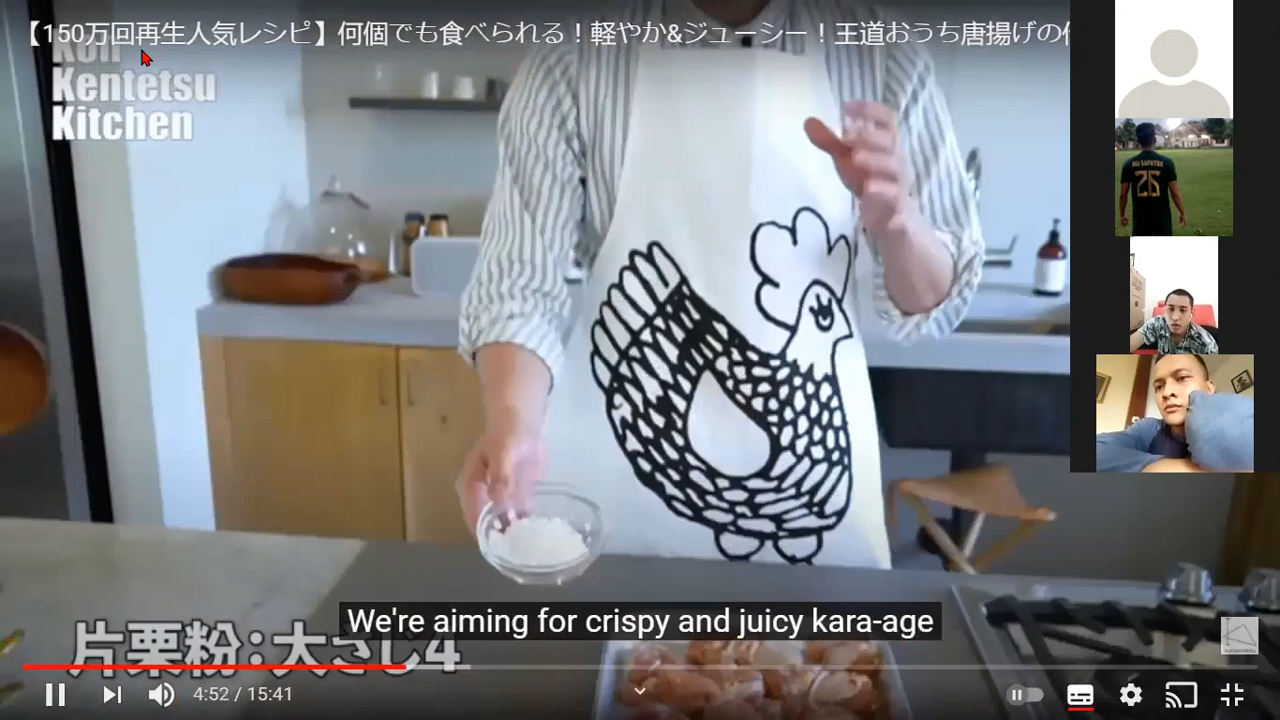 【150万回再生人気レシピ】何個でも食べられる！軽やか&ジューシー！王道おうち唐揚げの
Koh
Kentetsu
Kitchen
26
We're aiming for crispy and juicy kara-age
片栗粉：大さじ4
4:52 / 15:41